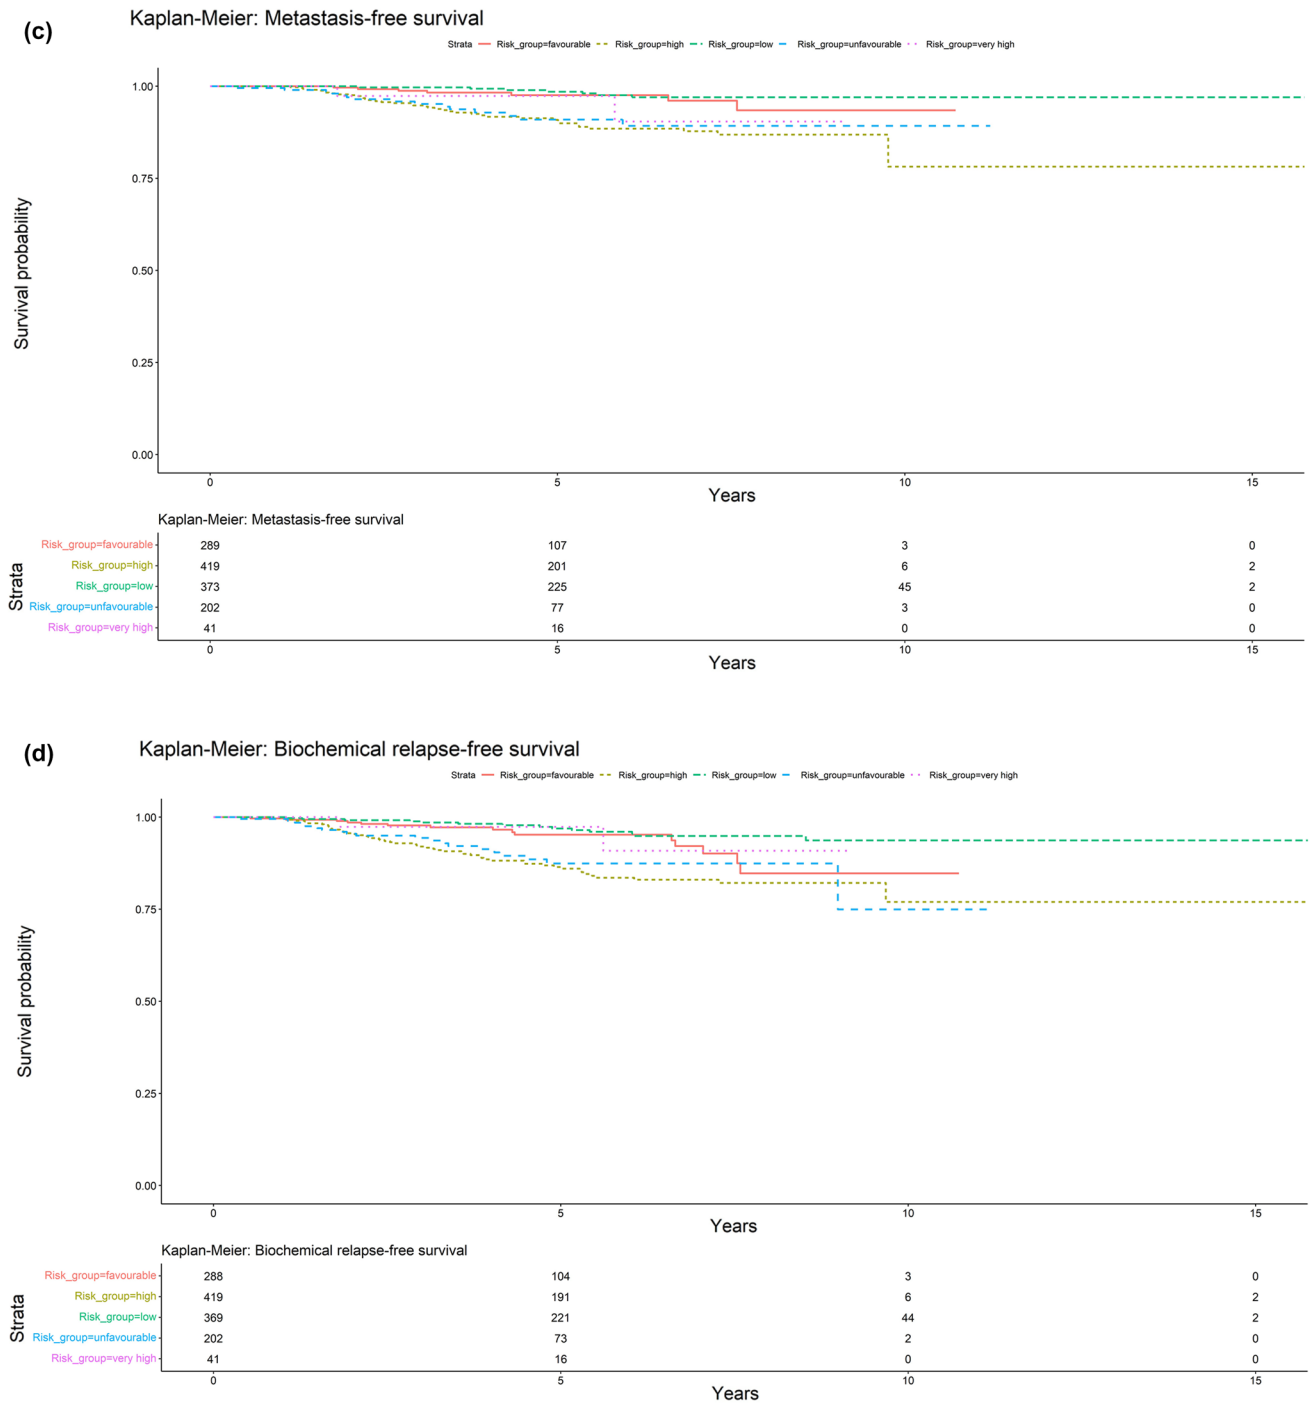 (c)
Kaplan-Meier: Metastasis-free survival
Strata Risk_group=favourable Risk_group=high Risk_group=low Risk_group=unfavourable Risk_group=very high
Survival probability
1.00
0.75
0.50
0.25
0.00
0 5 10 15
Years
Kaplan-Meier: Metastasis-free survival
Strata
Risk_group=favourable 289 107 3 0
Risk_group=high 419 201 6 2
Risk_group=low 373 225 45 2
Risk_group=unfavourable 202 77 3 0
Risk_group=very high 41 16 0 0
0 5 10 15
Years
(d)
Kaplan-Meier: Biochemical relapse-free survival
Strata Risk_group=favourable Risk_group=high Risk_group=low Risk_group=unfavourable Risk_group=very high
Survival probability
1.00
0.75
0.50
0.25
0.00
0 5 10 15
Years
Kaplan-Meier: Biochemical relapse-free survival
Strata
Risk_group=favourable 288 104 3 0
Risk_group=high 419 191 6 2
Risk_group=low 369 221 44 2
Risk_group=unfavourable 202 73 2 0
Risk_group=very high 41 16 0 0
0 5 10 15
Years